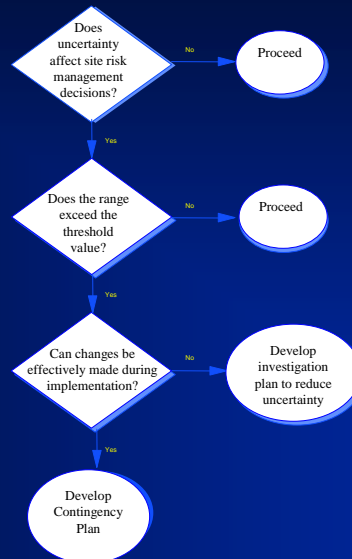 Does
uncertainty
affect site risk
management
decisions?
No
Proceed
Yes
Does the range
exceed the
threshold
value?
No
Proceed
Yes
Can changes be
effectively made during
implementation?
No
Develop
investigation
plan to reduce
uncertainty
Yes
Develop
Contingency
Plan